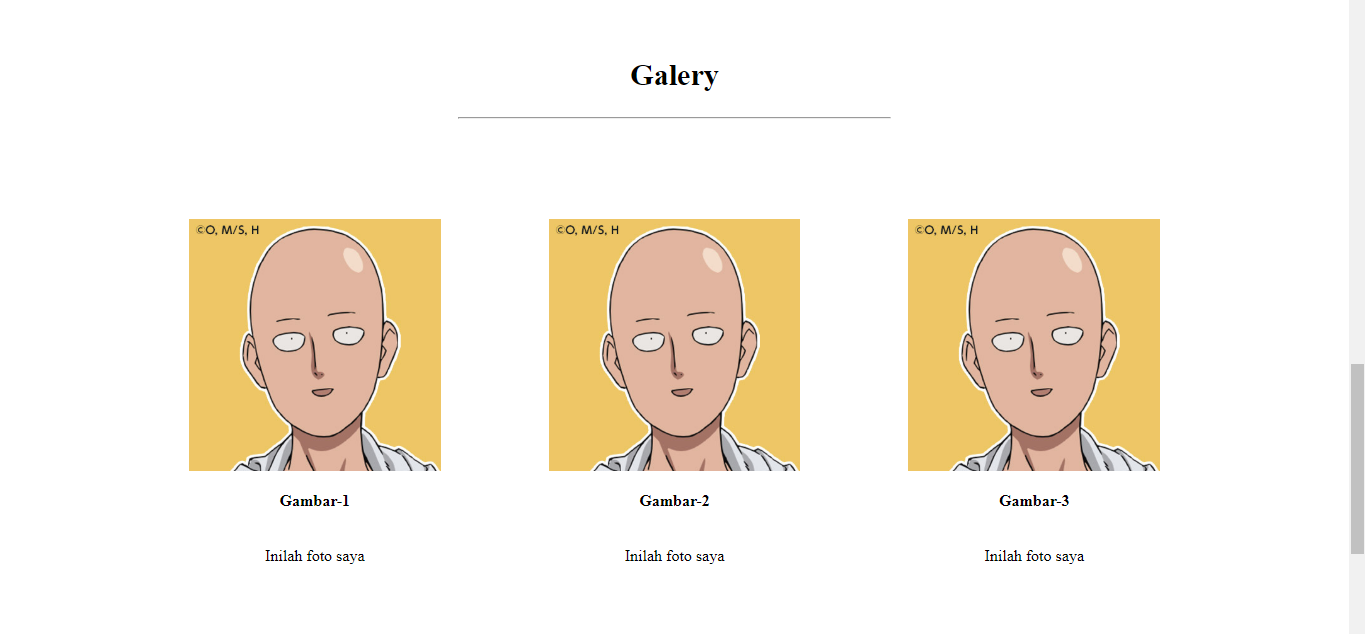 Galery
©O, M/S, H
©O, M/S, H
©O, M/S, H
Gambar-1
Gambar-2
Gambar-3
Inilah foto saya
Inilah foto saya
Inilah foto saya